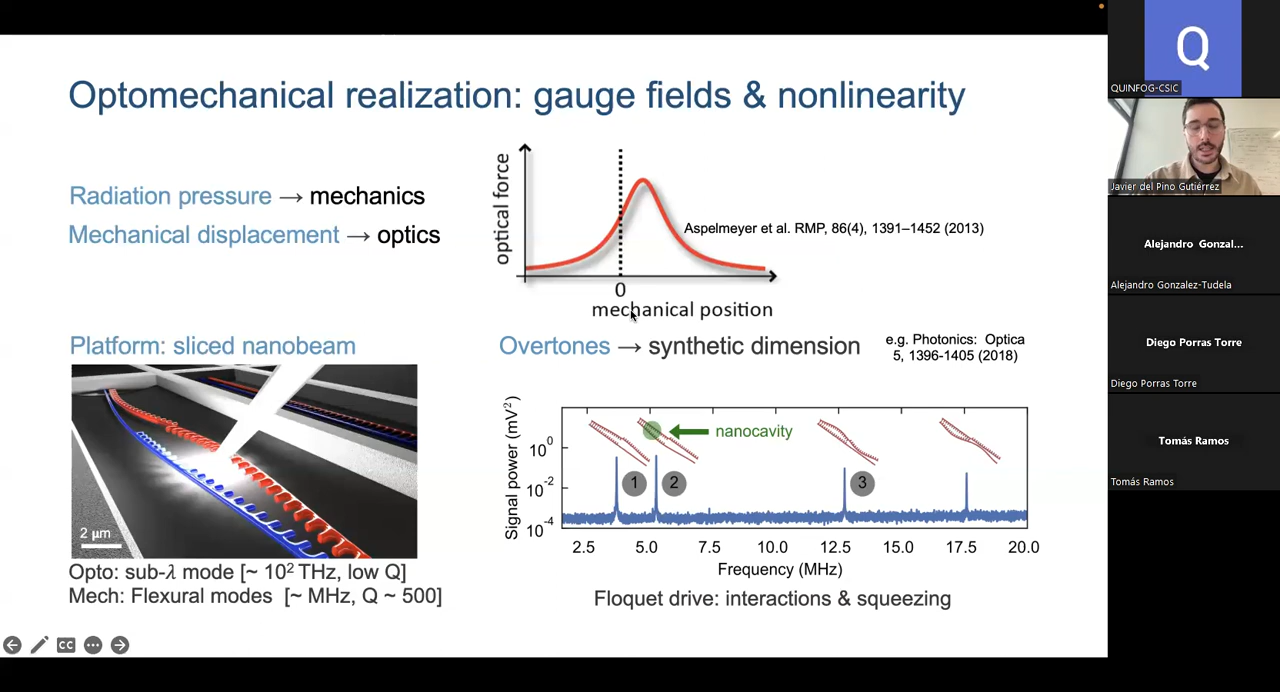 Optomechanical realization: gauge fields & nonlinearity
Radiation pressure → mechanics
Mechanical displacement → optics
optical force
0
mechanical position
Aspelmeyer et al. RMP, 86(4), 1391–1452 (2013)
Platform: sliced nanobeam
2 μm
Opto: sub-λ mode [~ 10² THz, low Q]
Mech: Flexural modes [~ MHz, Q ~ 500]
Overtones → synthetic dimension
e.g. Photonics: Optica
5, 1396-1405 (2018)
Signal power (mV²)
10⁰
10⁻²
10⁻⁴
nanocavity
1
2
3
2.5 5.0 7.5 10.0 12.5 15.0 17.5 20.0
Frequency (MHz)
Floquet drive: interactions & squeezing
CC
Q
QUINFOG-CSIC
Javier del Pino Gutiérrez
Alejandro Gonzal...
Alejandro Gonzalez-Tudela
Diego Porras Torre
Diego Porras Torre
Tomás Ramos
Tomás Ramos